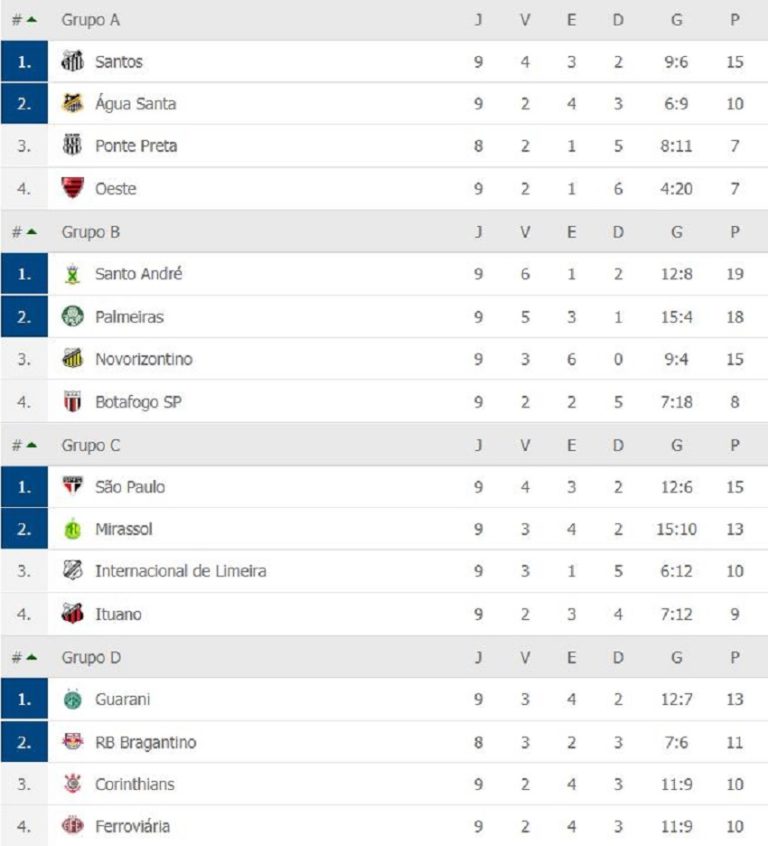 # Grupo A J V E D G P
1. Santos 9 4 3 2 9:6 15
2. Água Santa 9 2 4 3 6:9 10
3. Ponte Preta 8 2 1 5 8:11 7
4. Oeste 9 2 1 6 4:20 7
# Grupo B J V E D G P
1. Santo André 9 6 1 2 12:8 19
2. Palmeiras 9 5 3 1 15:4 18
3. Novorizontino 9 3 6 0 9:4 15
4. Botafogo SP 9 2 2 5 7:18 8
# Grupo C J V E D G P
1. São Paulo 9 4 3 2 12:6 15
2. Mirassol 9 3 4 2 15:10 13
3. Internacional de Limeira 9 3 1 5 6:12 10
4. Ituano 9 2 3 4 7:12 9
# Grupo D J V E D G P
1. Guarani 9 3 4 2 12:7 13
2. RB Bragantino 8 3 2 3 7:6 11
3. Corinthians 9 2 4 3 11:9 10
4. Ferroviária 9 2 4 3 11:9 10